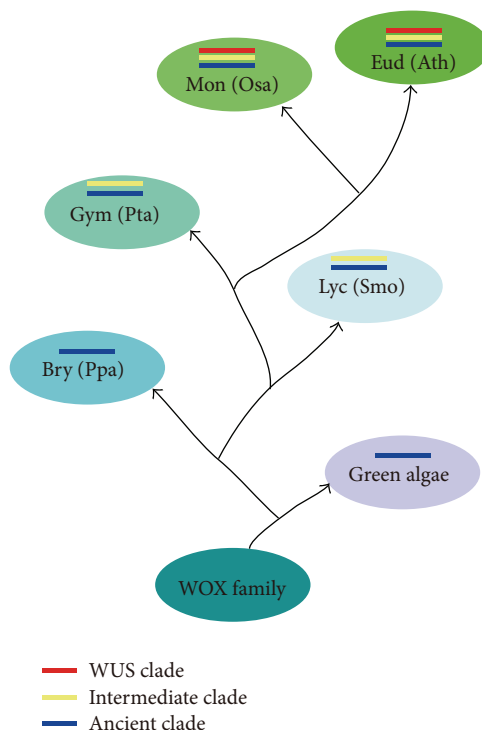 Eud (Ath)
Mon (Osa)
Gym (Pta)
Lyc (Smo)
Bry (Ppa)
Green algae
WOX family
WUS clade
Intermediate clade
Ancient clade